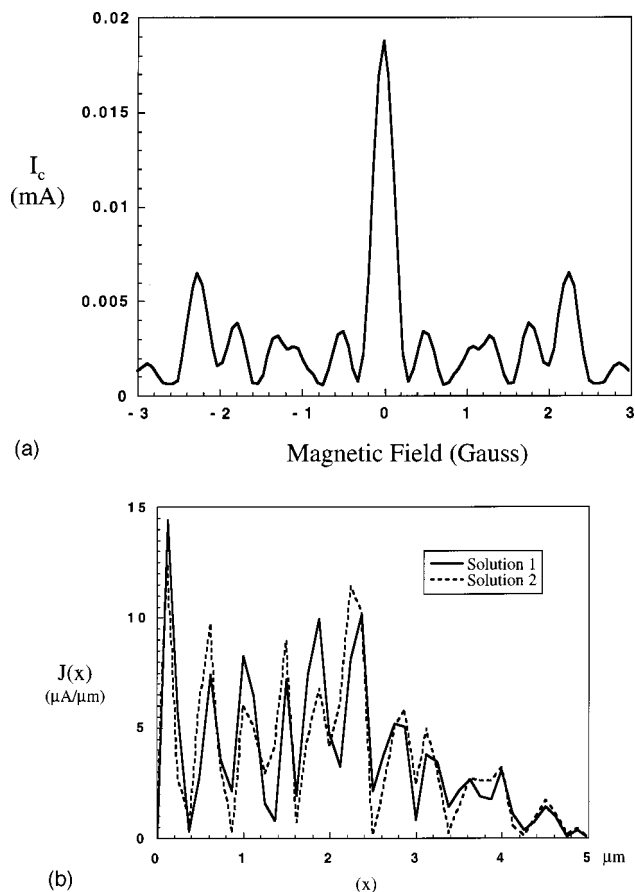 0.02
0.015
I_c
(mA)
0.01
0.005
0
-3 -2 -1 0 1 2 3
(a)
Magnetic Field (Gauss)
15
Solution 1
Solution 2
10
J(x)
(μA/μm)
5
0
0 1 2 3 4 5 μm
(b)
(x)